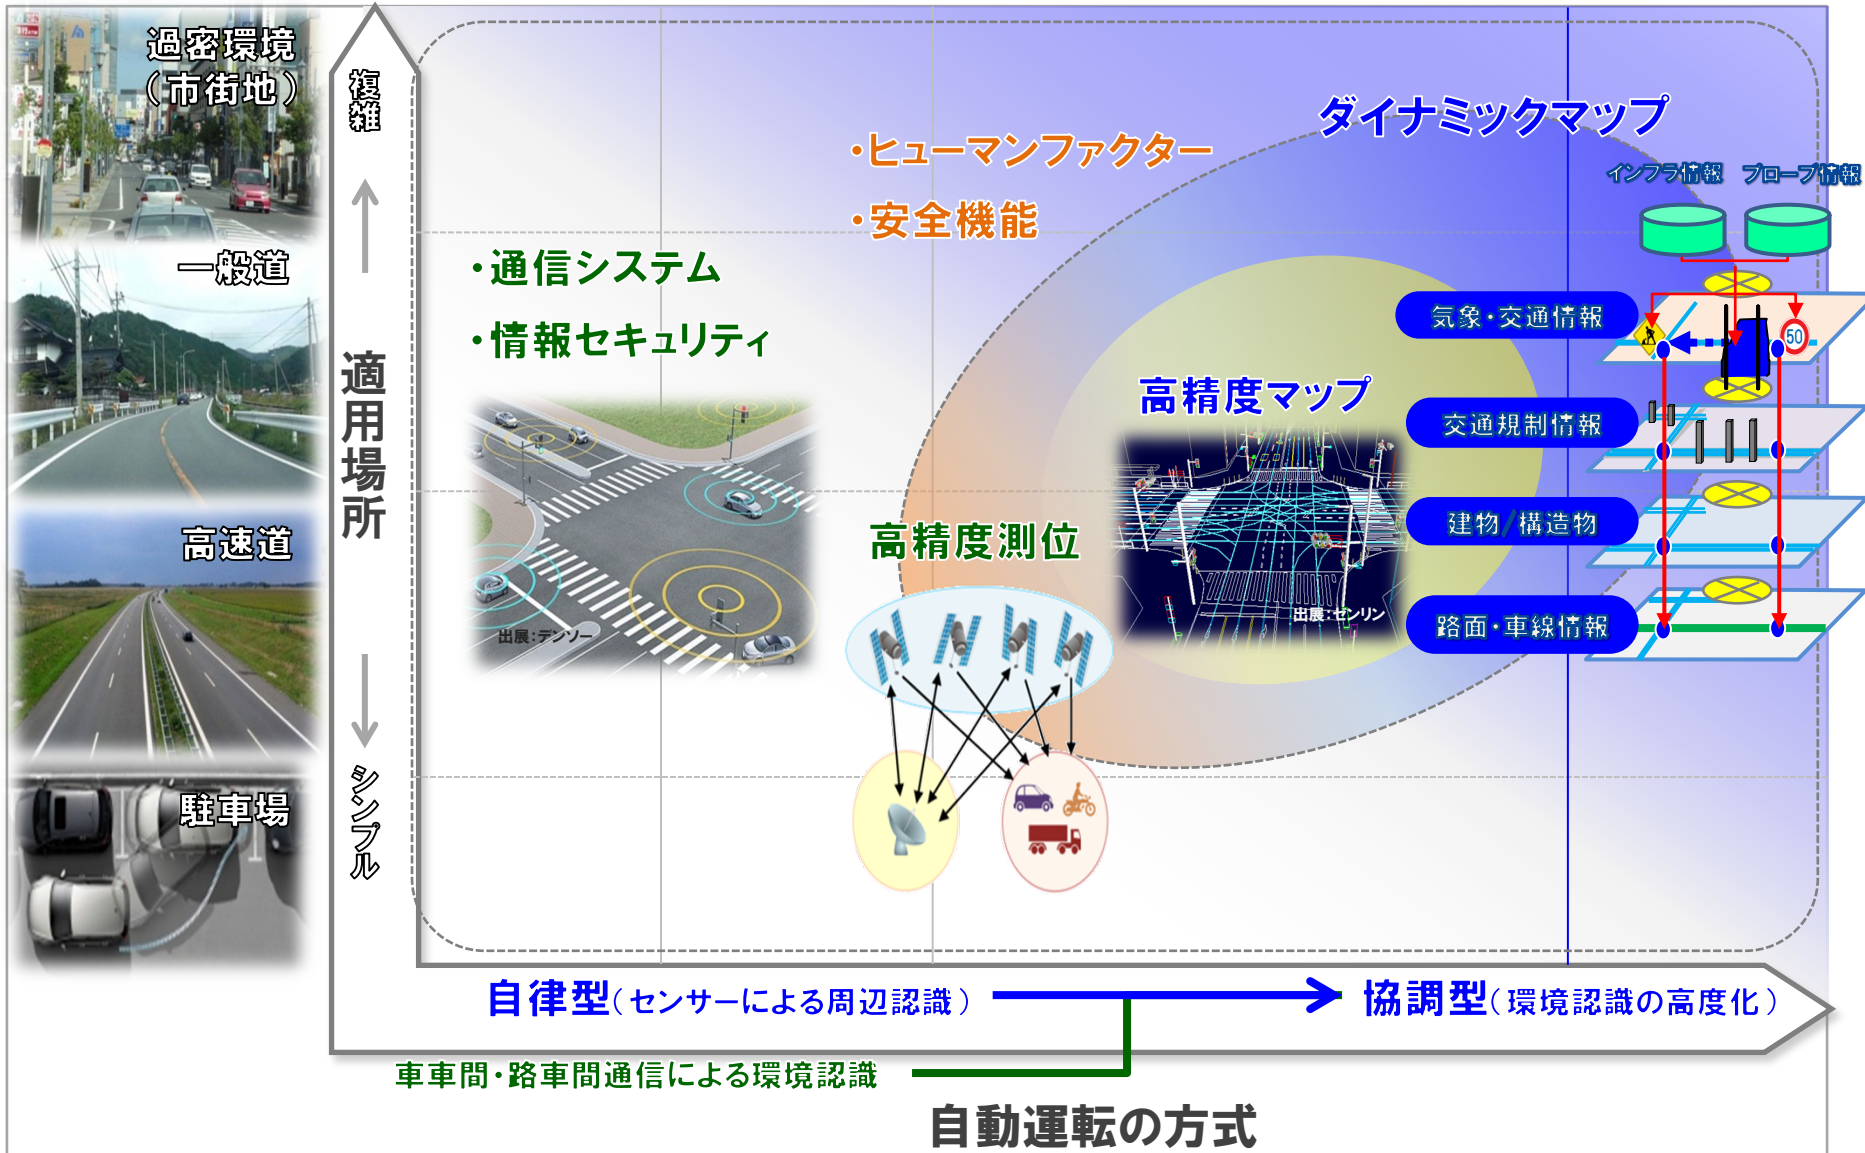 過密環境
（市街地）
一般道
高速道
駐車場
複雑
適用場所
シンプル
・通信システム
・情報セキュリティ
出展：デンソー
・ヒューマンファクター
・安全機能
高精度測位
高精度マップ
出展：ゼンリン
ダイナミックマップ
インフラ情報 プローブ情報
気象・交通情報
50
交通規制情報
建物/構造物
路面・車線情報
自律型（センサーによる周辺認識）
協調型（環境認識の高度化）
車車間・路車間通信による環境認識
自動運転の方式